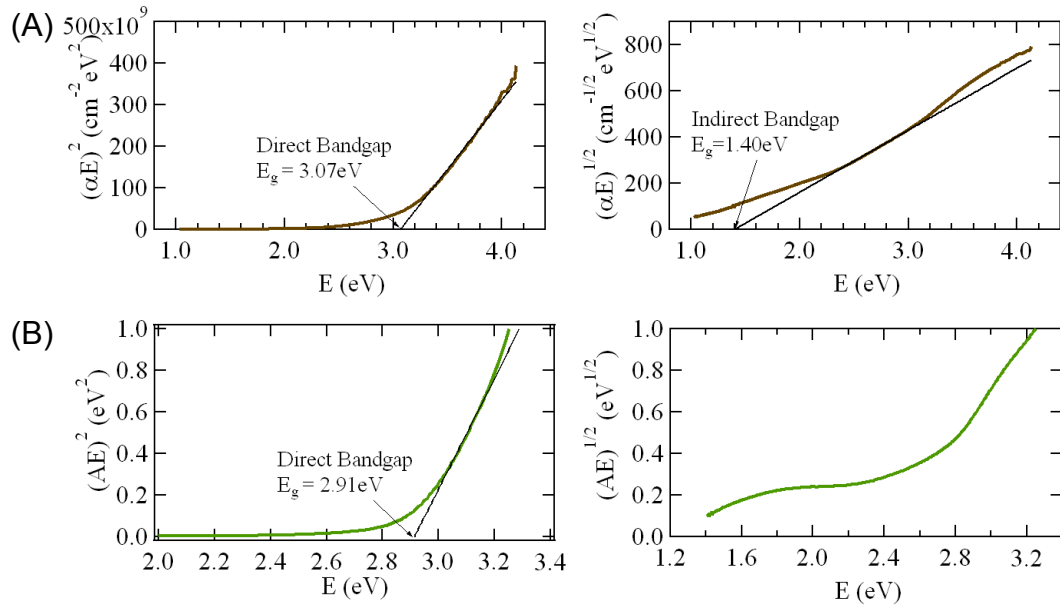 (A)
500x10⁹
400
300
200
100
0
(αE)² (cm⁻² eV²)
Direct Bandgap
E_g = 3.07eV
1.0 2.0 3.0 4.0
E (eV)
800
600
400
200
0
(αE)^1/2 (cm^-1/2 eV^1/2)
Indirect Bandgap
E_g=1.40eV
1.0 2.0 3.0 4.0
E (eV)
(B)
1.0
0.8
0.6
0.4
0.2
0.0
(AE)² (eV²)
Direct Bandgap
E_g = 2.91eV
2.0 2.2 2.4 2.6 2.8 3.0 3.2 3.4
E (eV)
1.0
0.8
0.6
0.4
0.2
0.0
(AE)^1/2 (eV^1/2)
1.2 1.6 2.0 2.4 2.8 3.2
E (eV)